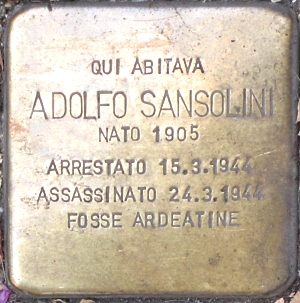 QUI ABITAVA
ADOLFO SANSOLINI
NATO 1905
ARRESTATO 15.3.1944
ASSASSINATO 24.3.1944
FOSSE ARDEATINE